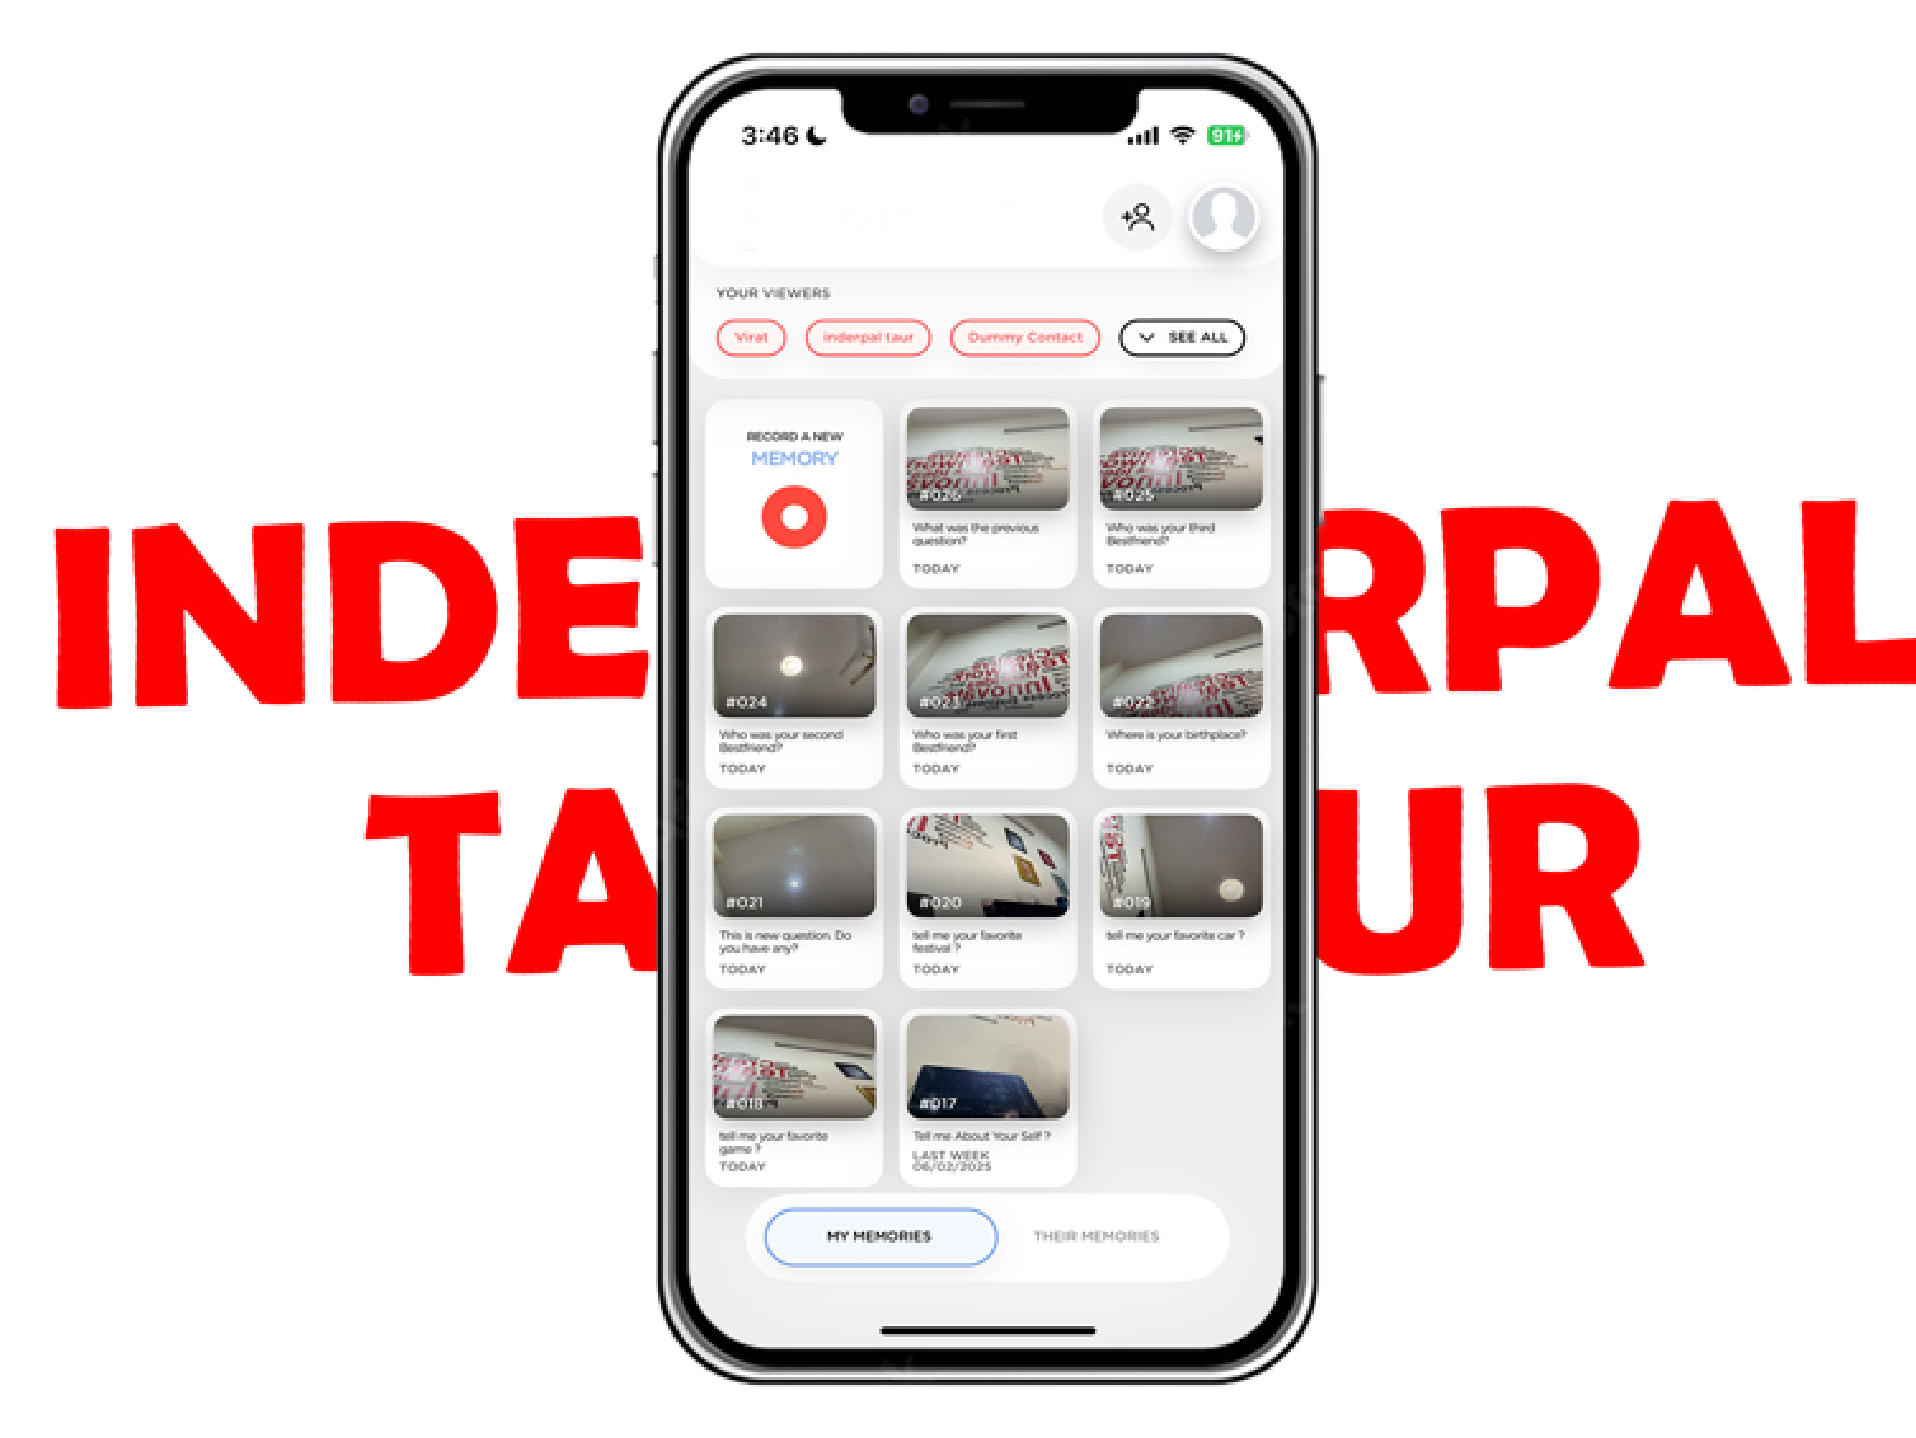 3:46
91
YOUR VIEWERS
Virat
inderpal taur
Dummy Contact
SEE ALL
RECORD A NEW
MEMORY
#026
What was the previous
question?
TODAY
#025
Who was your third
Bestfriend?
TODAY
#024
Who was your second
Bestfriend?
TODAY
#023
Who was your first
Bestfriend?
TODAY
#022
Where is your birthplace?
TODAY
#021
This is new question. Do
you have any?
TODAY
#020
tell me your favorite
festival ?
TODAY
#019
tell me your favorite car ?
TODAY
#018
tell me your favorite
game ?
TODAY
#017
Tell me About Your Self ?
LAST WEEK
06/02/2025
MY MEMORIES
THEIR MEMORIES
INDE RPAL
TA UR